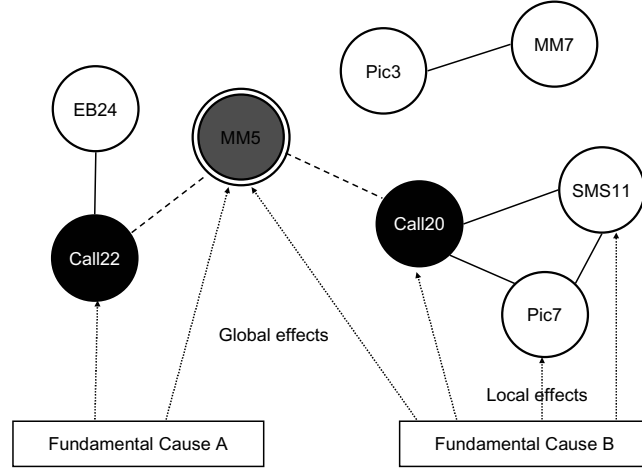 MM7
Pic3
EB24
MM5
SMS11
Call20
Call22
Pic7
Global effects
Local effects
Fundamental Cause A
Fundamental Cause B